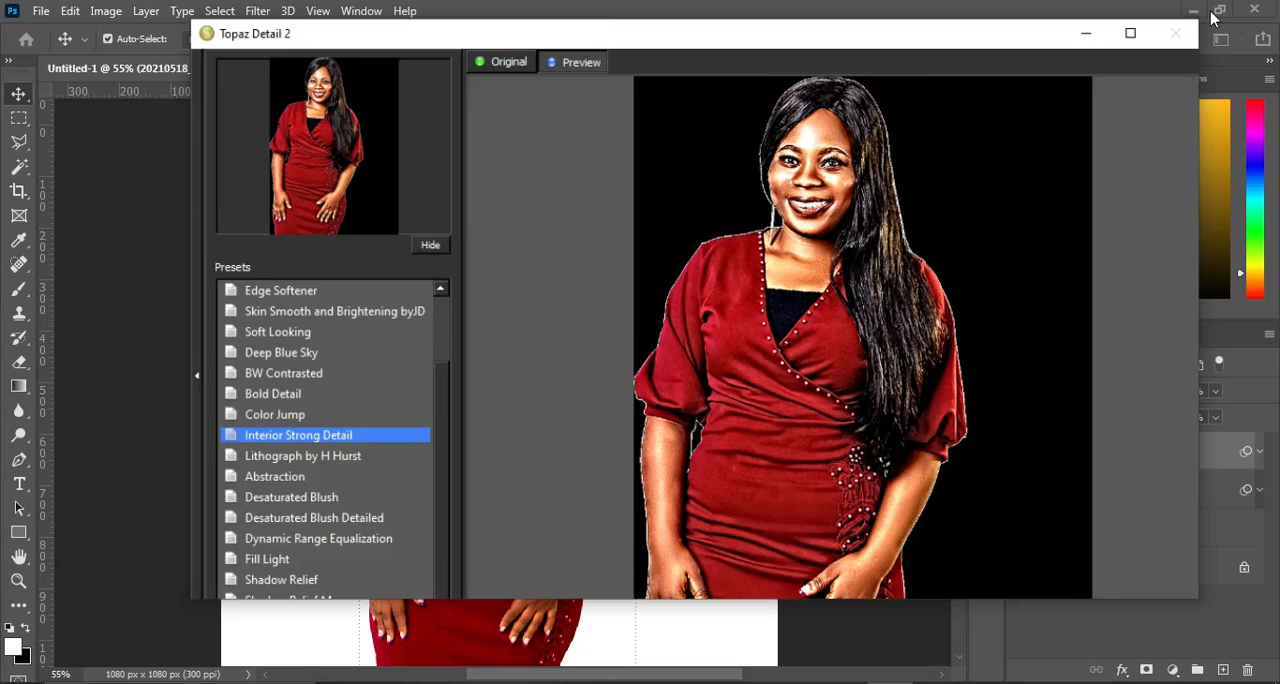 Ps File Edit Image Layer Type Select Filter 3D View Window Help
Auto-Select:
Topaz Detail 2
Untitled-1 @ 55% (20210518_
300 200 100
Original Preview
Hide
Presets
Edge Softener
Skin Smooth and Brightening byJD
Soft Looking
Deep Blue Sky
BW Contrasted
Bold Detail
Color Jump
Interior Strong Detail
Lithograph by H Hurst
Abstraction
Desaturated Blush
Desaturated Blush Detailed
Dynamic Range Equalization
Fill Light
Shadow Relief
55% 1080 px x 1080 px (300 ppi)